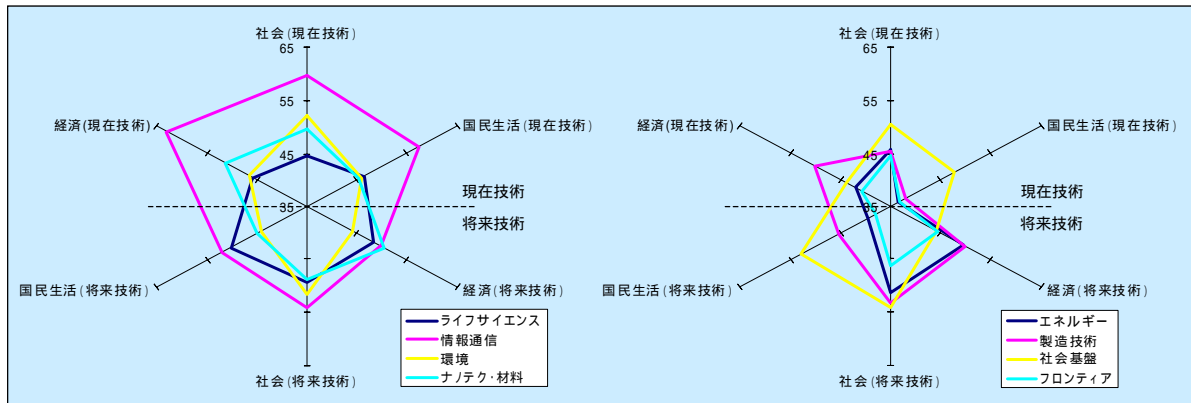 社会(現在技術)
65
55
45
35
国民生活(現在技術)
経済(現在技術)
現在技術
将来技術
国民生活(将来技術)
経済(将来技術)
社会(将来技術)
ライフサイエンス
情報通信
環境
ナノテク・材料
社会(現在技術)
65
55
45
35
国民生活(現在技術)
経済(現在技術)
現在技術
将来技術
国民生活(将来技術)
経済(将来技術)
社会(将来技術)
エネルギー
製造技術
社会基盤
フロンティア